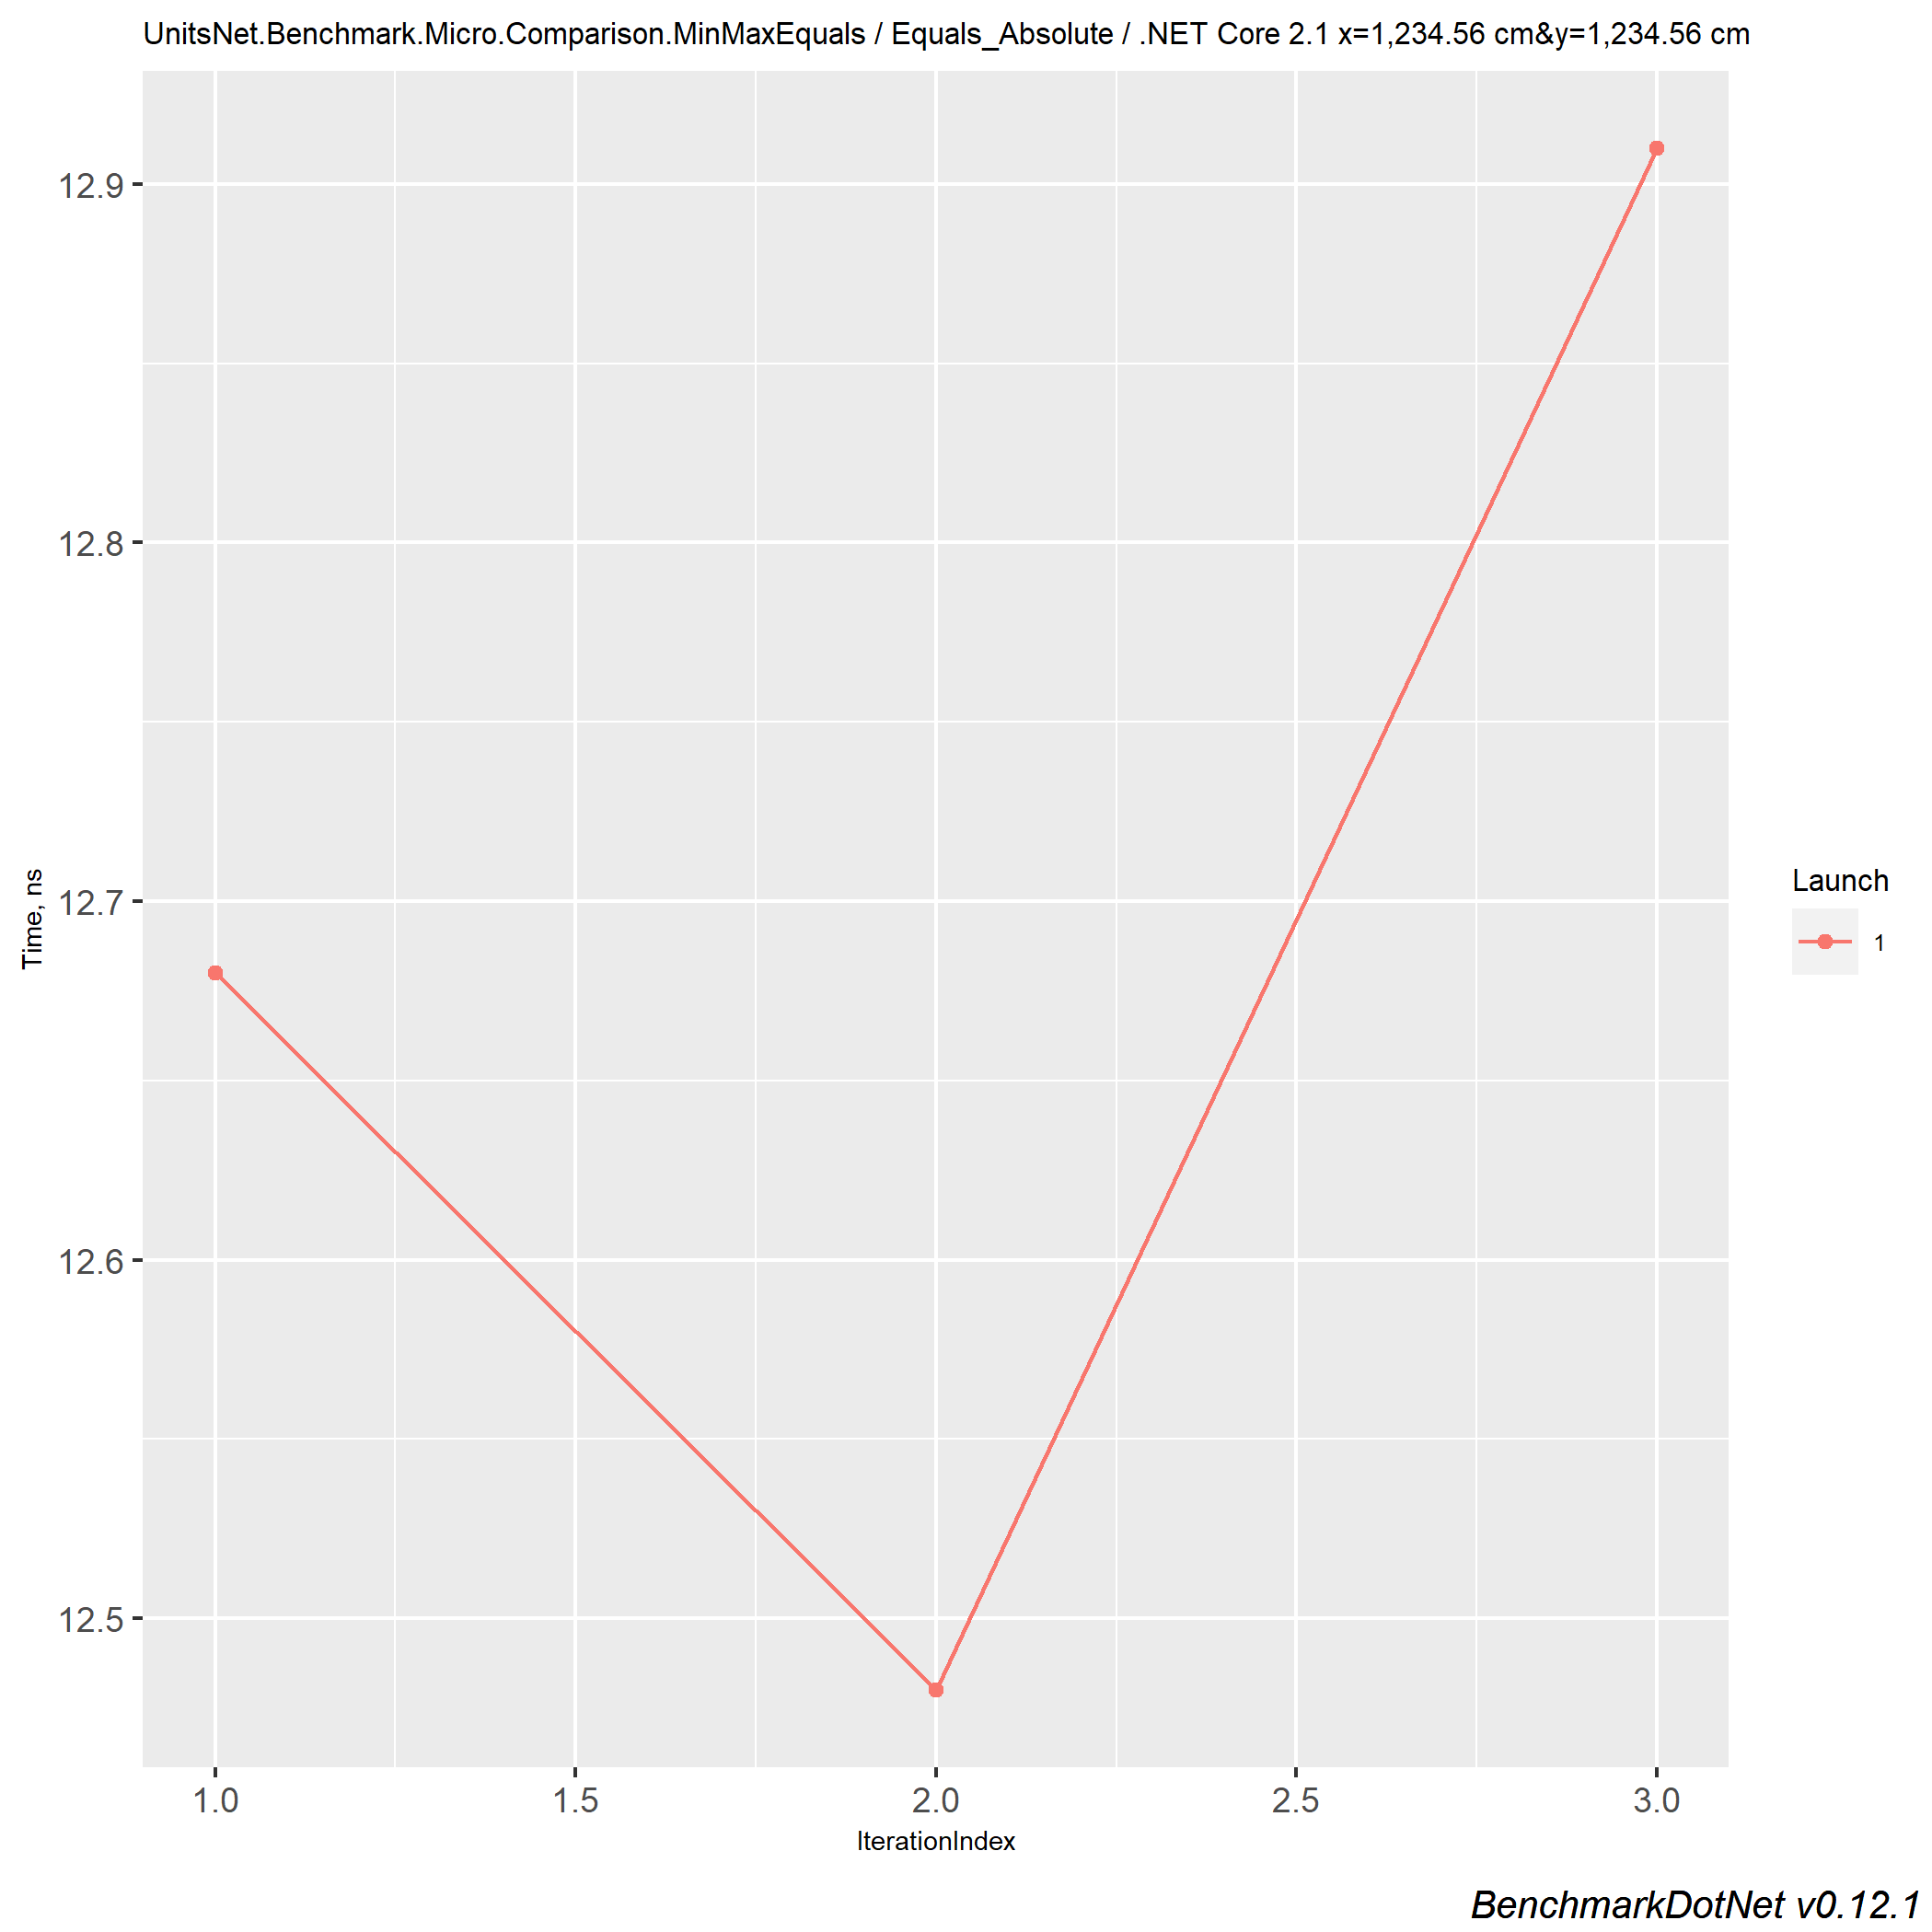 UnitsNet.Benchmark.Micro.Comparison.MinMaxEquals / Equals_Absolute / .NET Core 2.1 x=1,234.56 cm&y=1,234.56 cm
Time, ns
12.9
12.8
12.7
12.6
12.5
1.0 1.5 2.0 2.5 3.0
IterationIndex
Launch
1
BenchmarkDotNet v0.12.1